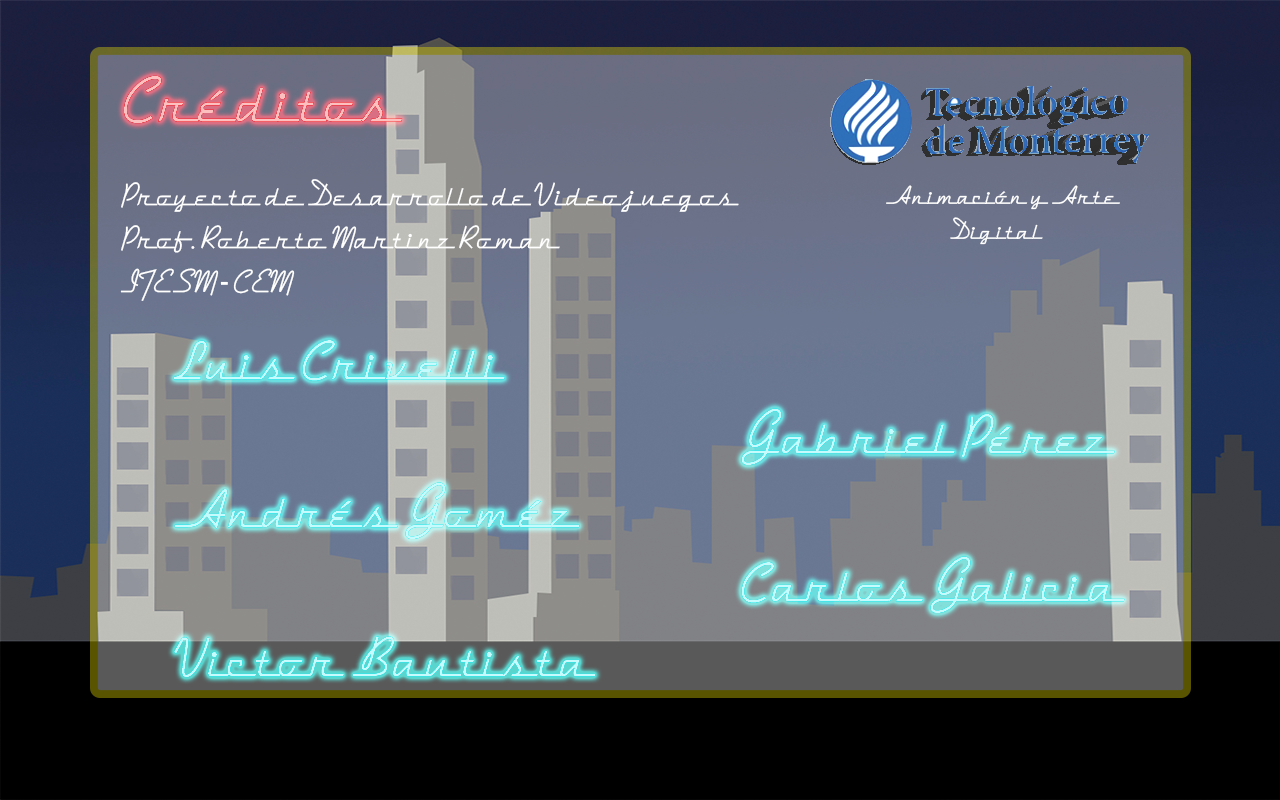 Créditos
Tecnológico
de Monterrey
Proyecto de Desarrollo de Videojuegos
Prof. Roberto Martinz Roman
ITESM-CEM
Animación y Arte
Digital
Luis Crivelli
Gabriel Pérez
Andrés Goméz
Carlos Galicia
Victor Bautista